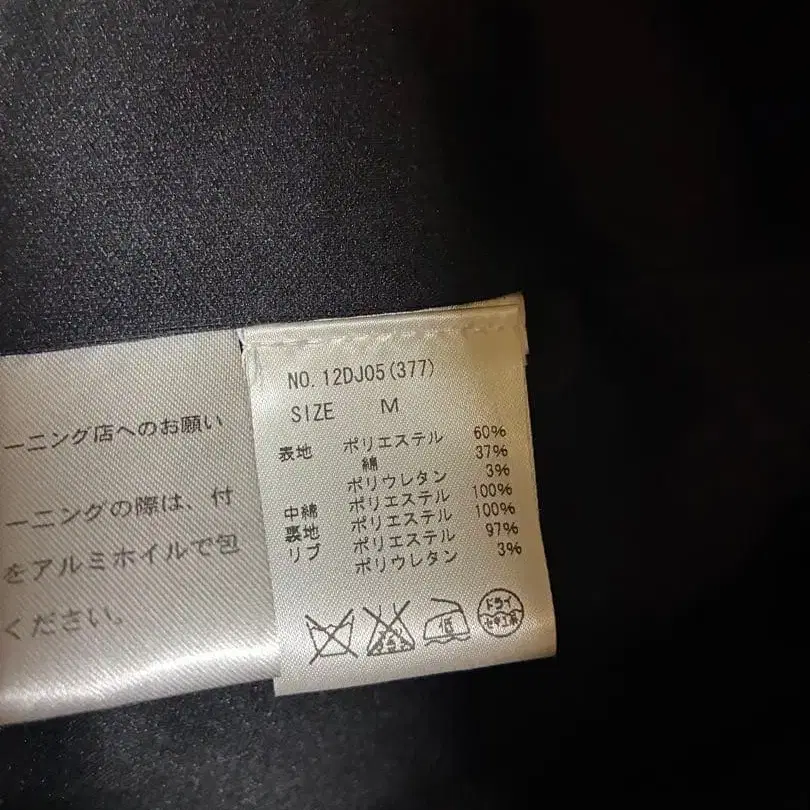 ーニング店へのお願い
ーニングの際は、付
をアルミホイルで包
ください。
NO. 12DJ05(377)
SIZE M
表地 ポリエステル 60%
綿 37%
ポリウレタン 3%
中綿 ポリエステル 100%
裏地 ポリエステル 100%
リブ ポリエステル 97%
ポリウレタン 3%
低
ドライ